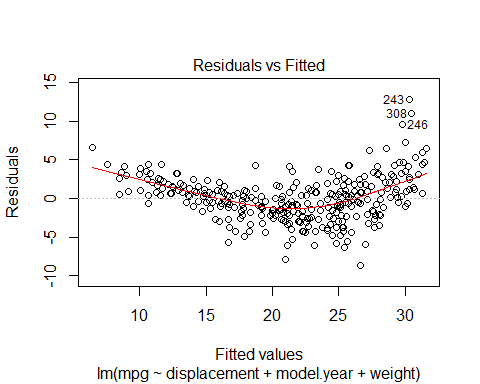 Residuals vs Fitted
Residuals
15
10
5
0
-5
-10
243
308
246
10 15 20 25 30
Fitted values
lm(mpg ~ displacement + model.year + weight)